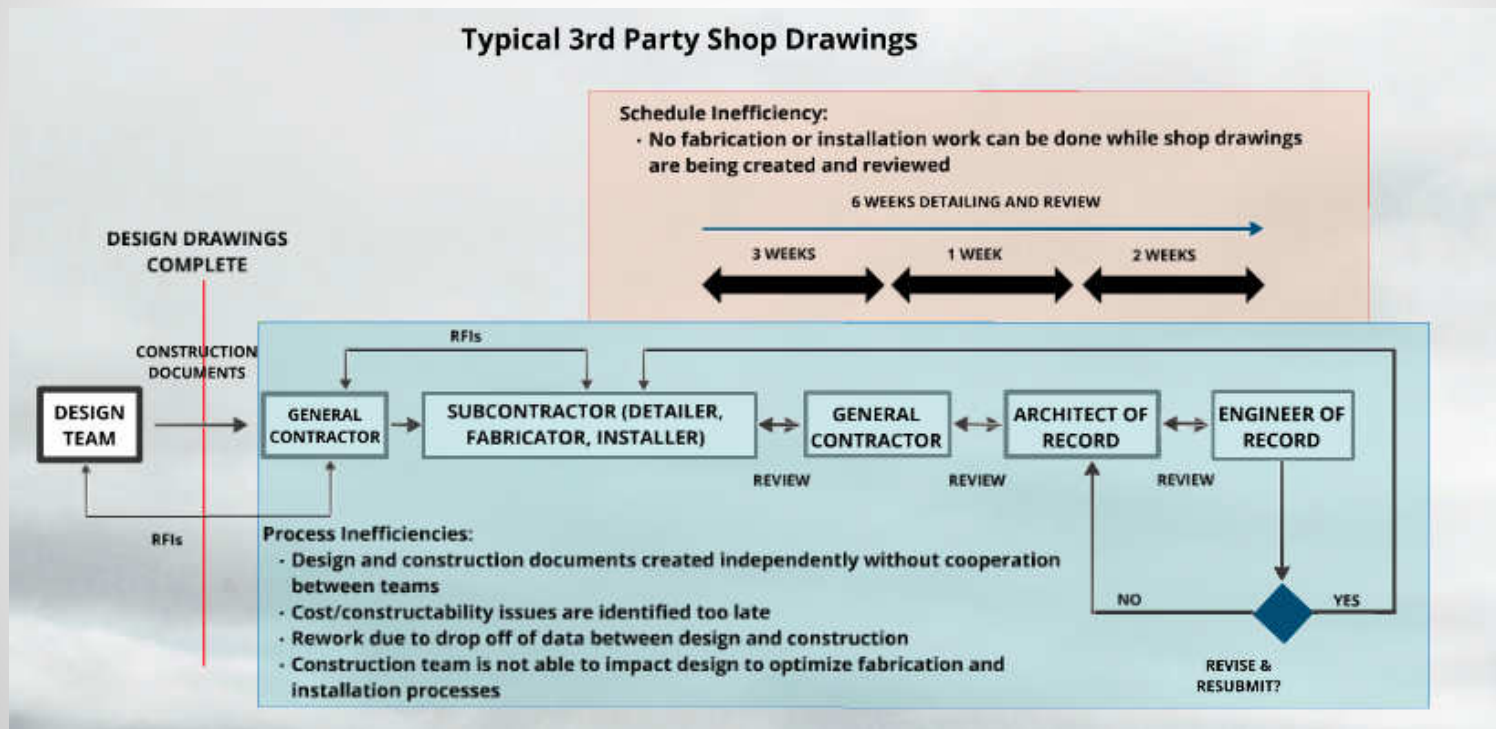 Typical 3rd Party Shop Drawings
Schedule Inefficiency:
· No fabrication or installation work can be done while shop drawings
are being created and reviewed
6 WEEKS DETAILING AND REVIEW
3 WEEKS
1 WEEK
2 WEEKS
DESIGN DRAWINGS
COMPLETE
CONSTRUCTION
DOCUMENTS
RFIs
DESIGN
TEAM
GENERAL
CONTRACTOR
SUBCONTRACTOR (DETAILER,
FABRICATOR, INSTALLER)
GENERAL
CONTRACTOR
ARCHITECT OF
RECORD
ENGINEER OF
RECORD
REVIEW
REVIEW
REVIEW
RFIs
Process Inefficiencies:
· Design and construction documents created independently without cooperation
between teams
· Cost/constructability issues are identified too late
· Rework due to drop off of data between design and construction
· Construction team is not able to impact design to optimize fabrication and
installation processes
NO
YES
REVISE &
RESUBMIT?